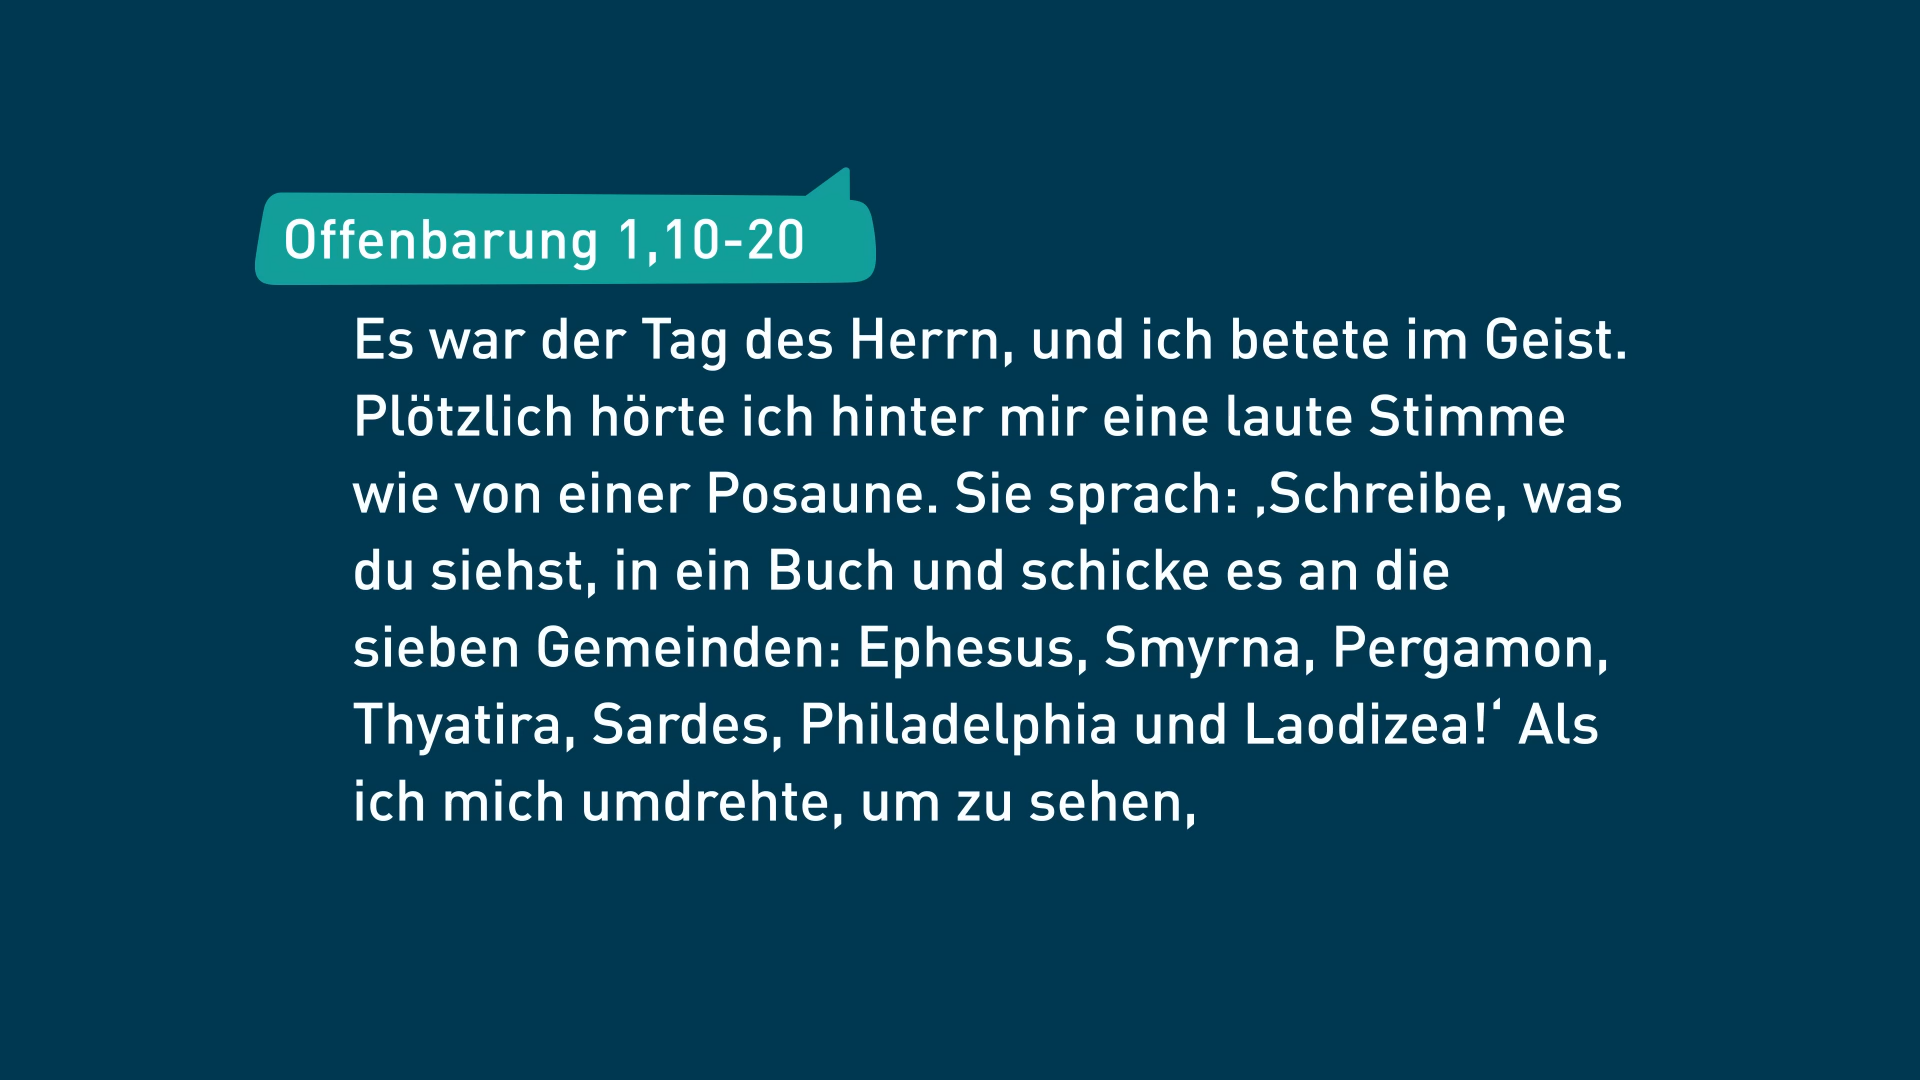 Offenbarung 1,10-20
Es war der Tag des Herrn, und ich betete im Geist.
Plötzlich hörte ich hinter mir eine laute Stimme
wie von einer Posaune. Sie sprach: ‚Schreibe, was
du siehst, in ein Buch und schicke es an die
sieben Gemeinden: Ephesus, Smyrna, Pergamon,
Thyatira, Sardes, Philadelphia und Laodizea!‘ Als
ich mich umdrehte, um zu sehen,